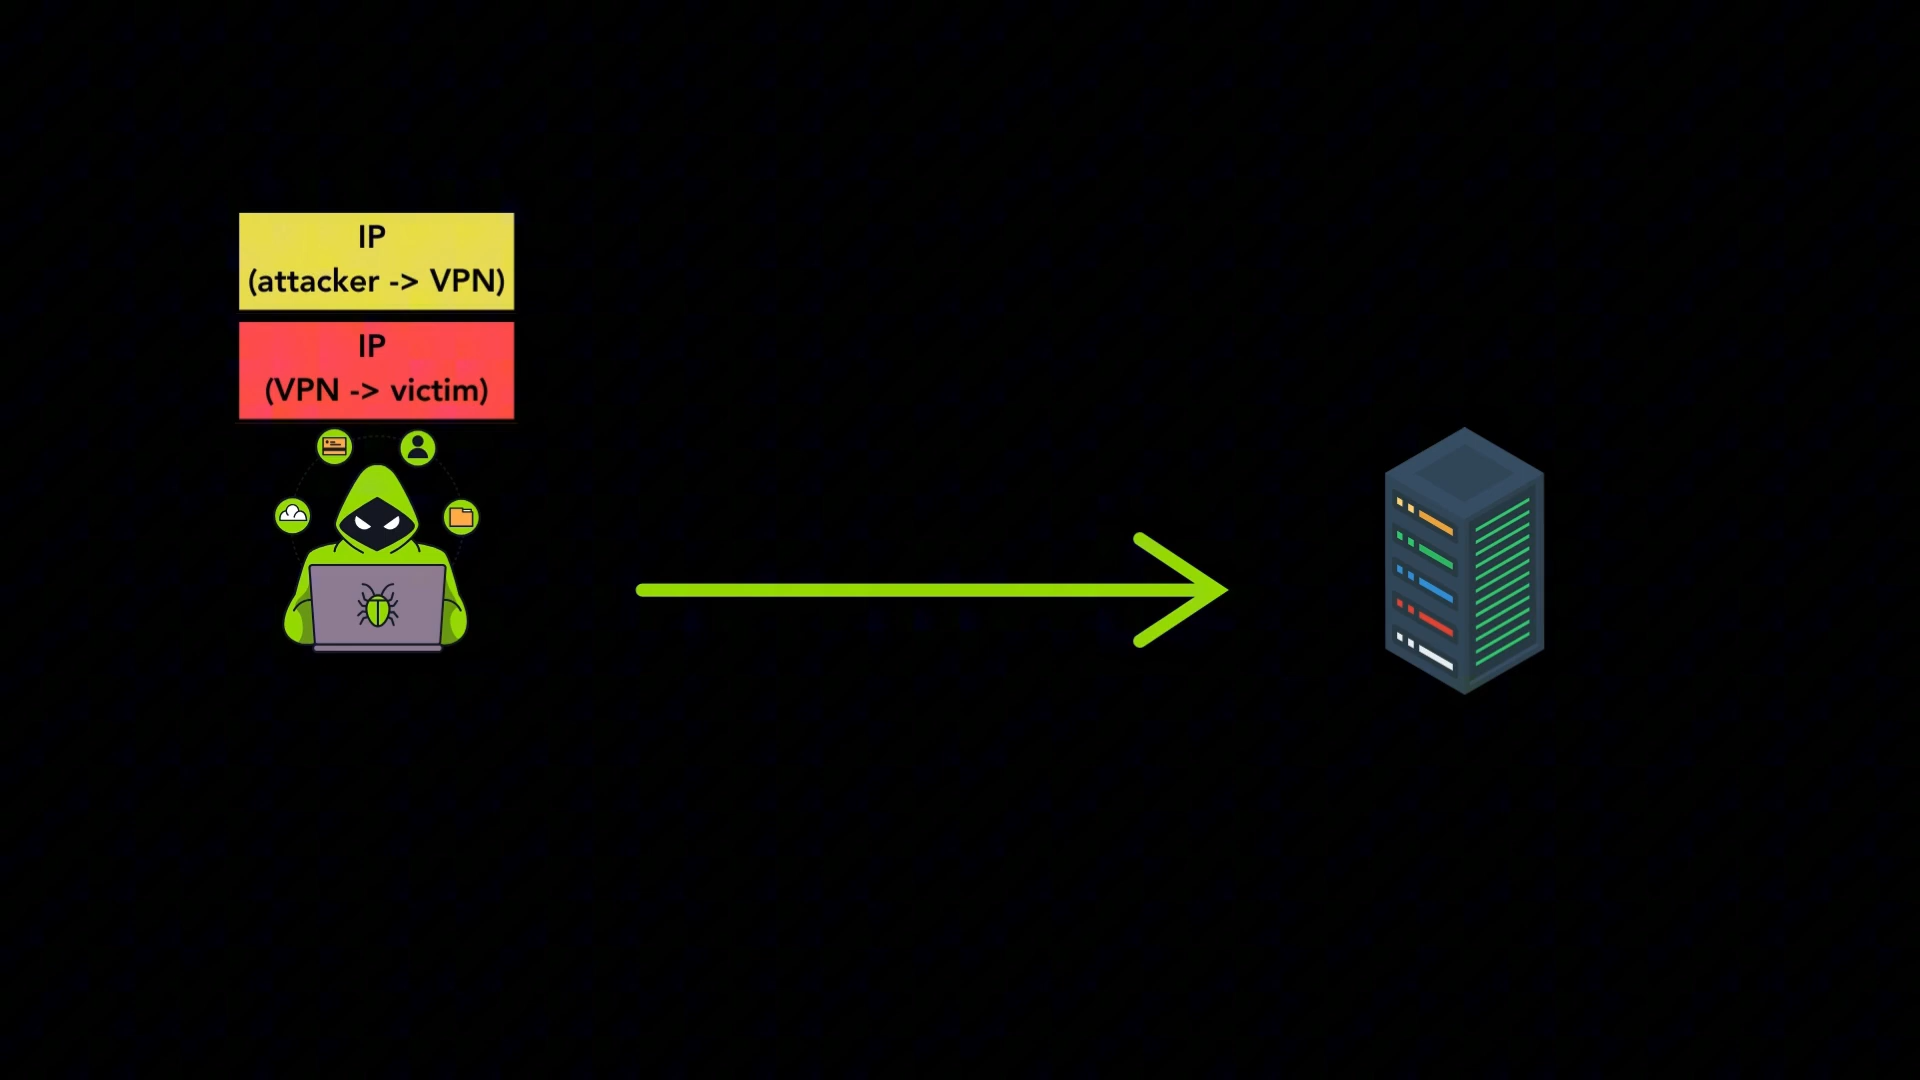 IP
(attacker -> VPN)
IP
(VPN -> victim)